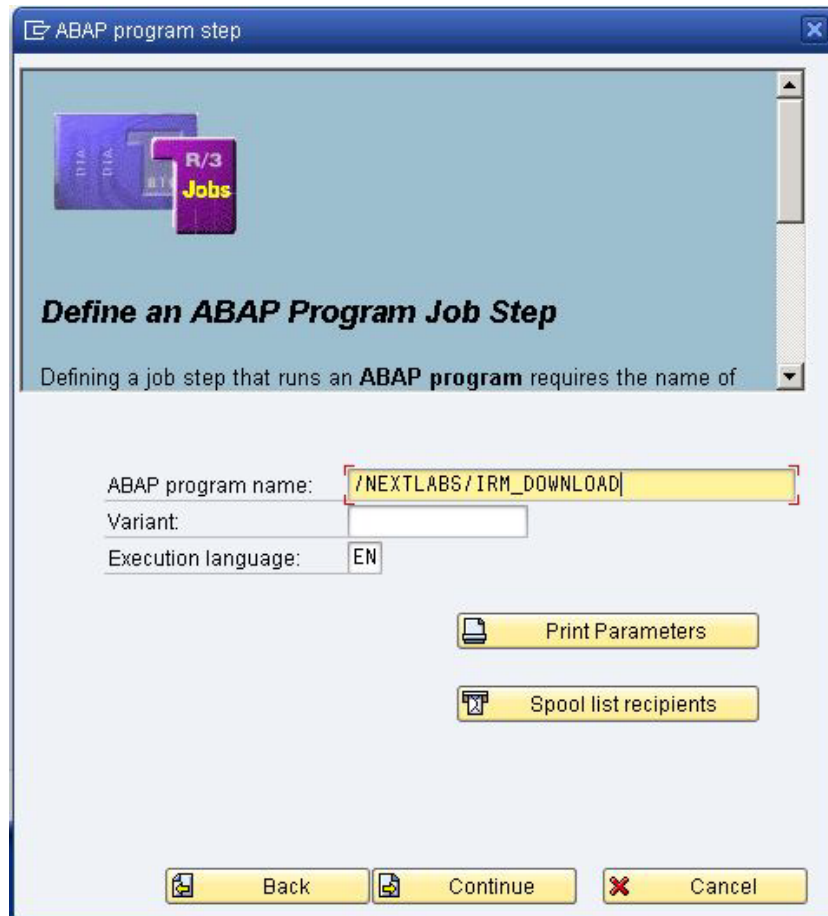 ABAP program step
R/3
Jobs
Define an ABAP Program Job Step
Defining a job step that runs an ABAP program requires the name of
ABAP program name: /NEXTLABS/IRM_DOWNLOAD
Variant:
Execution language: EN
Print Parameters
Spool list recipients
Back Continue Cancel